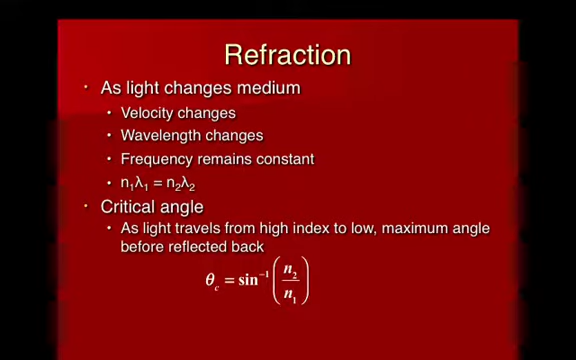 Refraction
• As light changes medium
• Velocity changes
• Wavelength changes
• Frequency remains constant
• n₁λ₁ = n₂λ₂
• Critical angle
• As light travels from high index to low, maximum angle
before reflected back
θc = sin⁻¹(n₂/n₁)